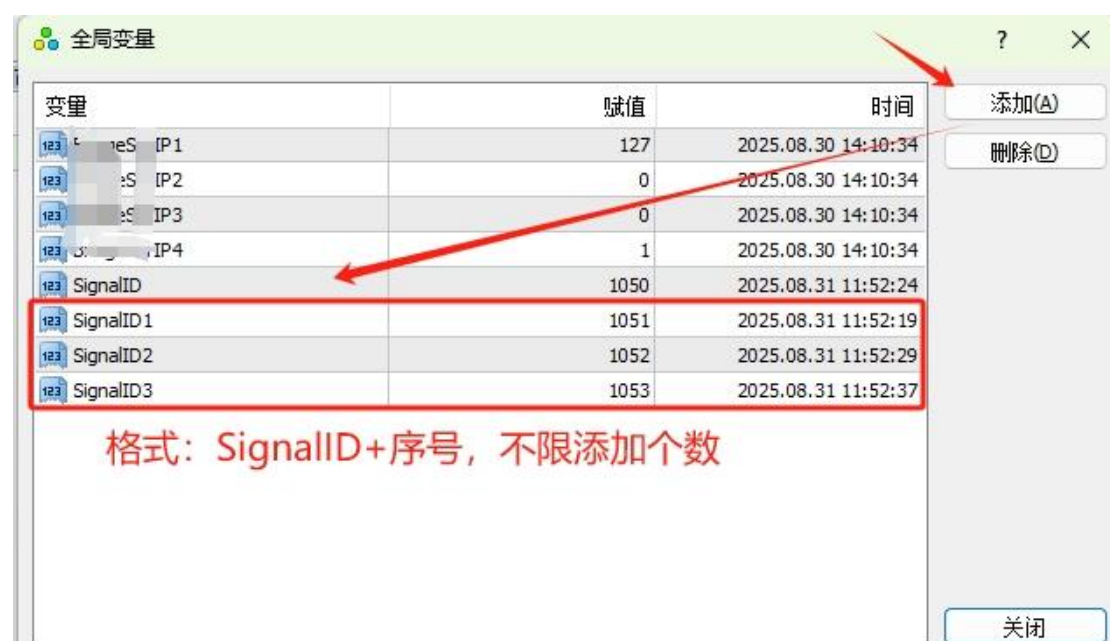 全局变量
变量 赋值 时间 添加(A)
IP1 127 2025.08.30 14:10:34 删除(D)
IP2 0 2025.08.30 14:10:34
IP3 0 2025.08.30 14:10:34
IP4 1 2025.08.30 14:10:34
SignalID 1050 2025.08.31 11:52:24
SignalID1 1051 2025.08.31 11:52:19
SignalID2 1052 2025.08.31 11:52:29
SignalID3 1053 2025.08.31 11:52:37
格式：SignalID+序号，不限添加个数
关闭